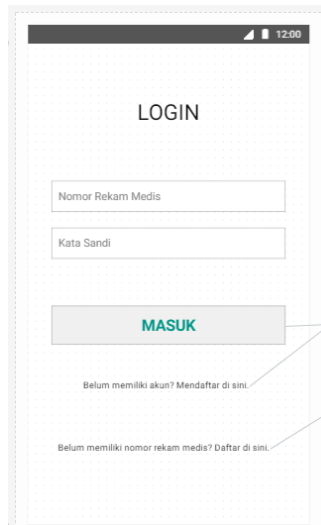 12:00
LOGIN
Nomor Rekam Medis
Kata Sandi
MASUK
Belum memiliki akun? Mendaftar di sini.
Belum memiliki nomor rekam medis? Daftar di sini.